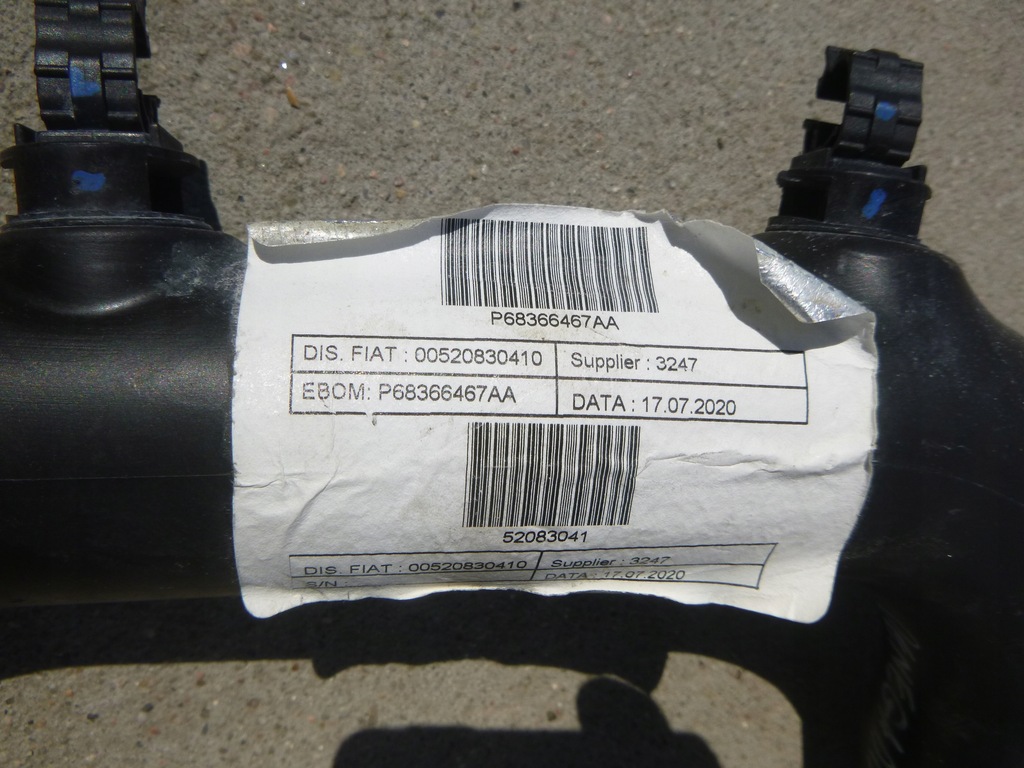 P68366467AA
DIS. FIAT : 00520830410 Supplier : 3247
EBOM: P68366467AA DATA : 17.07.2020
52083041
DIS. FIAT : 00520830410 Supplier : 3247
S/N : DATA : 17.07.2020